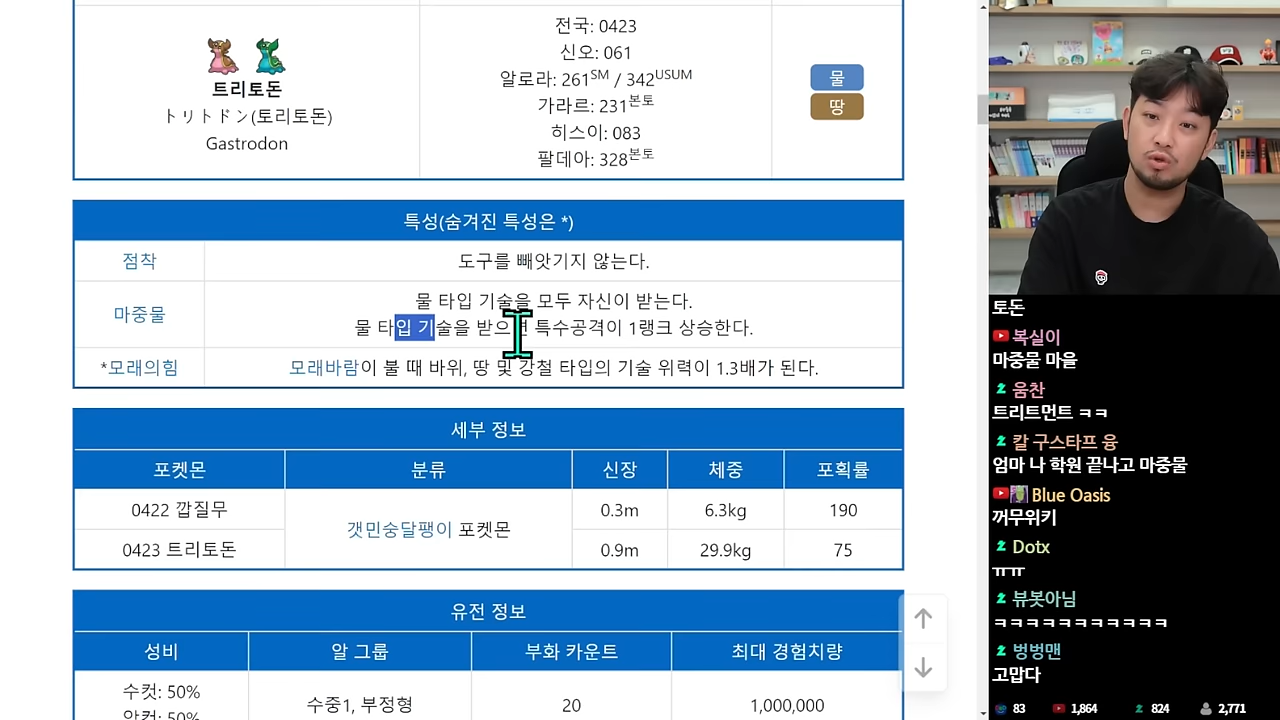 트리토돈
トリトドン(토리토돈)
Gastrodon
전국: 0423
신오: 061
알로라: 261SM / 342USUM
가라르: 231본토
히스이: 083
팔데아: 328본토
물
땅
특성(숨겨진 특성은 *)
점착
도구를 빼앗기지 않는다.
마중물
물 타입 기술을 모두 자신이 받는다.
물 타입 기술을 받으면 특수공격이 1랭크 상승한다.
*모래의힘
모래바람이 불 때 바위, 땅 및 강철 타입의 기술 위력이 1.3배가 된다.
세부 정보
포켓몬 분류 신장 체중 포획률
0422 깝질무 0.3m 6.3kg 190
갯민숭달팽이 포켓몬
0423 트리토돈 0.9m 29.9kg 75
유전 정보
성비 알 그룹 부화 카운트 최대 경험치량
수컷: 50%
암컷: 50%
수중1, 부정형 20 1,000,000
토돈
복실이
마중물 마을
움찬
트리트먼트 ㅋㅋ
칼 구스타프 융
엄마 나 학원 끝나고 마중물
Blue Oasis
꺼무위키
Dotx
ㅠㅠ
뷰봇아님
ㅋㅋㅋㅋㅋㅋㅋㅋㅋㅋㅋ
벙벙맨
고맙다
83 1,864 824 2,771